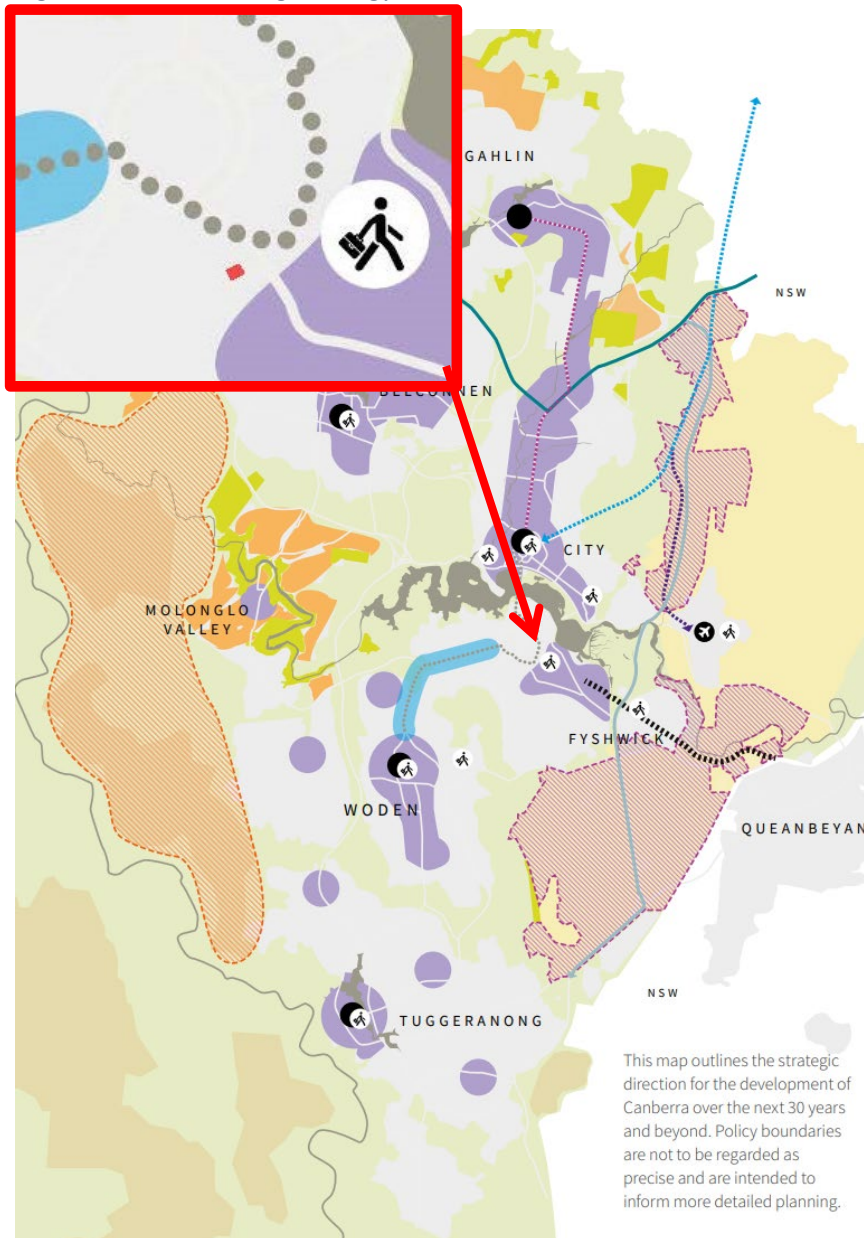 GAHLIN
NSW
BELCONNEN
CITY
MOLONGLO
VALLEY
FYSHWICK
WODEN
QUEANBEYAN
NSW
TUGGERANONG
This map outlines the strategic
direction for the development of
Canberra over the next 30 years
and beyond. Policy boundaries
are not to be regarded as
precise and are intended to
inform more detailed planning.